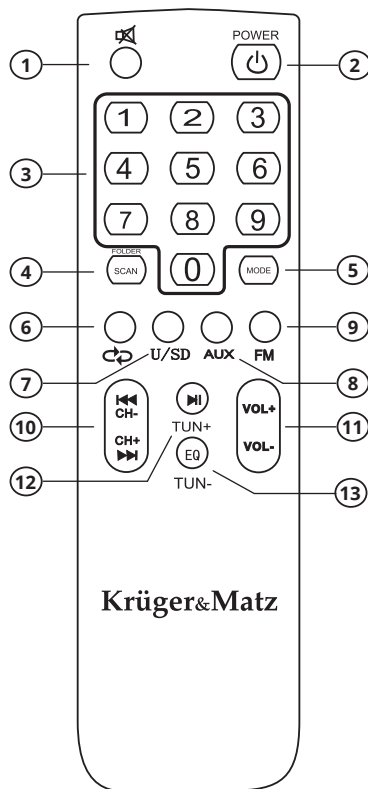 POWER
1
2
1 2 3
3
4 5 6
7 8 9
FOLDER
4
SCAN
0
MODE
5
6
9
U/SD
AUX
FM
7
8
10
CH-
CH+
VOL+
VOL-
11
TUN+
12
EQ
TUN-
13
Krüger&Matz